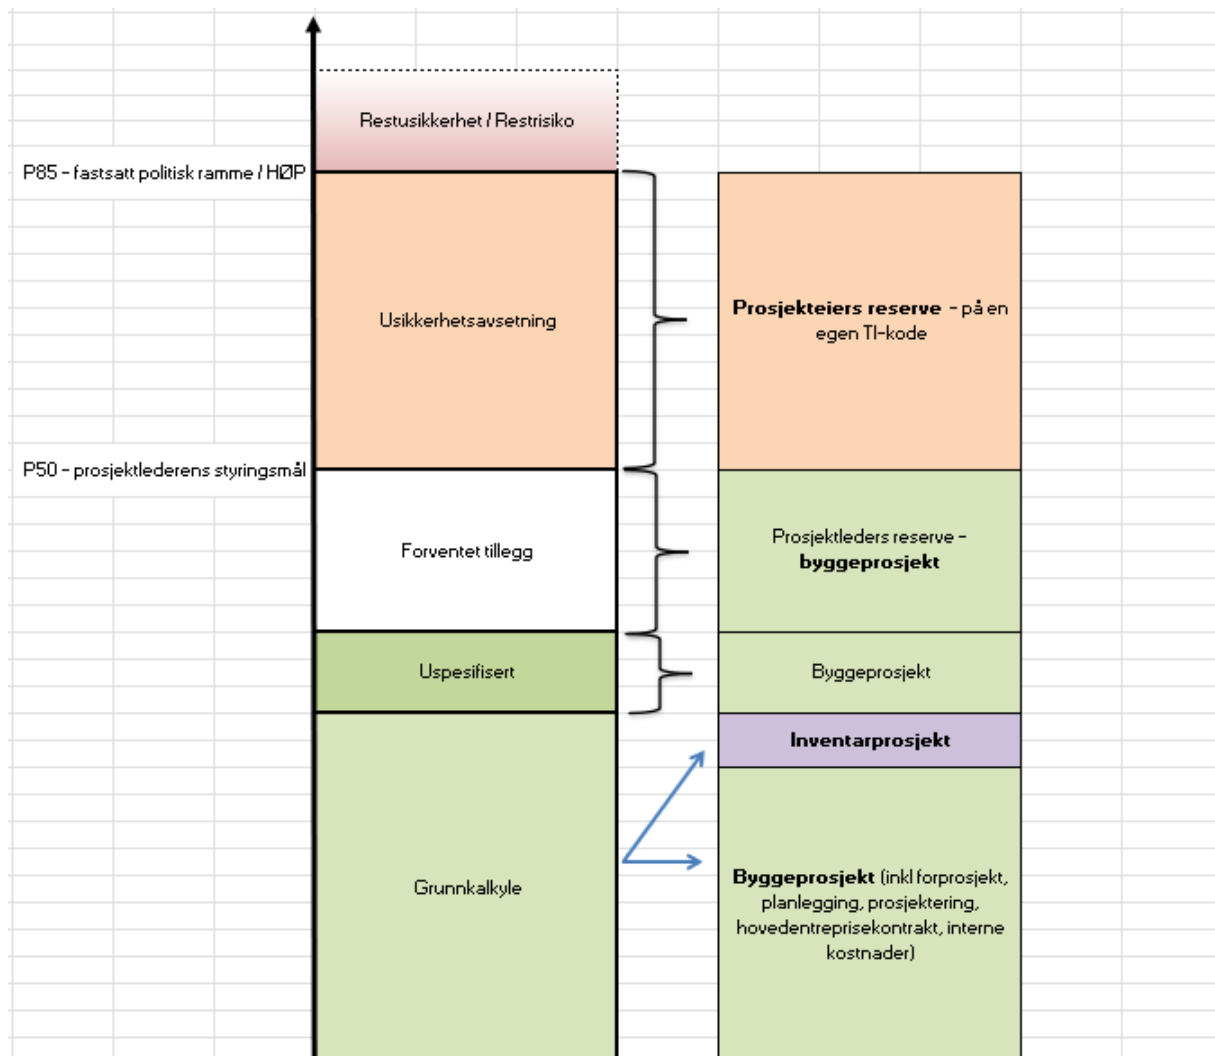 Restusikkerhet / Restrisiko
P85 - fastsatt politisk ramme / HØP
Usikkerhetsavsetning
Prosjekteiers reserve - på en
egen TI-kode
P50 - prosjektlederens styringsmål
Forventet tillegg
Prosjektleders reserve -
byggeprosjekt
Uspesifisert
Byggeprosjekt
Inventarprosjekt
Grunnkalkyle
Byggeprosjekt (inkl forprosjekt,
planlegging, prosjektering,
hovedentreprisekontrakt, interne
kostnader)